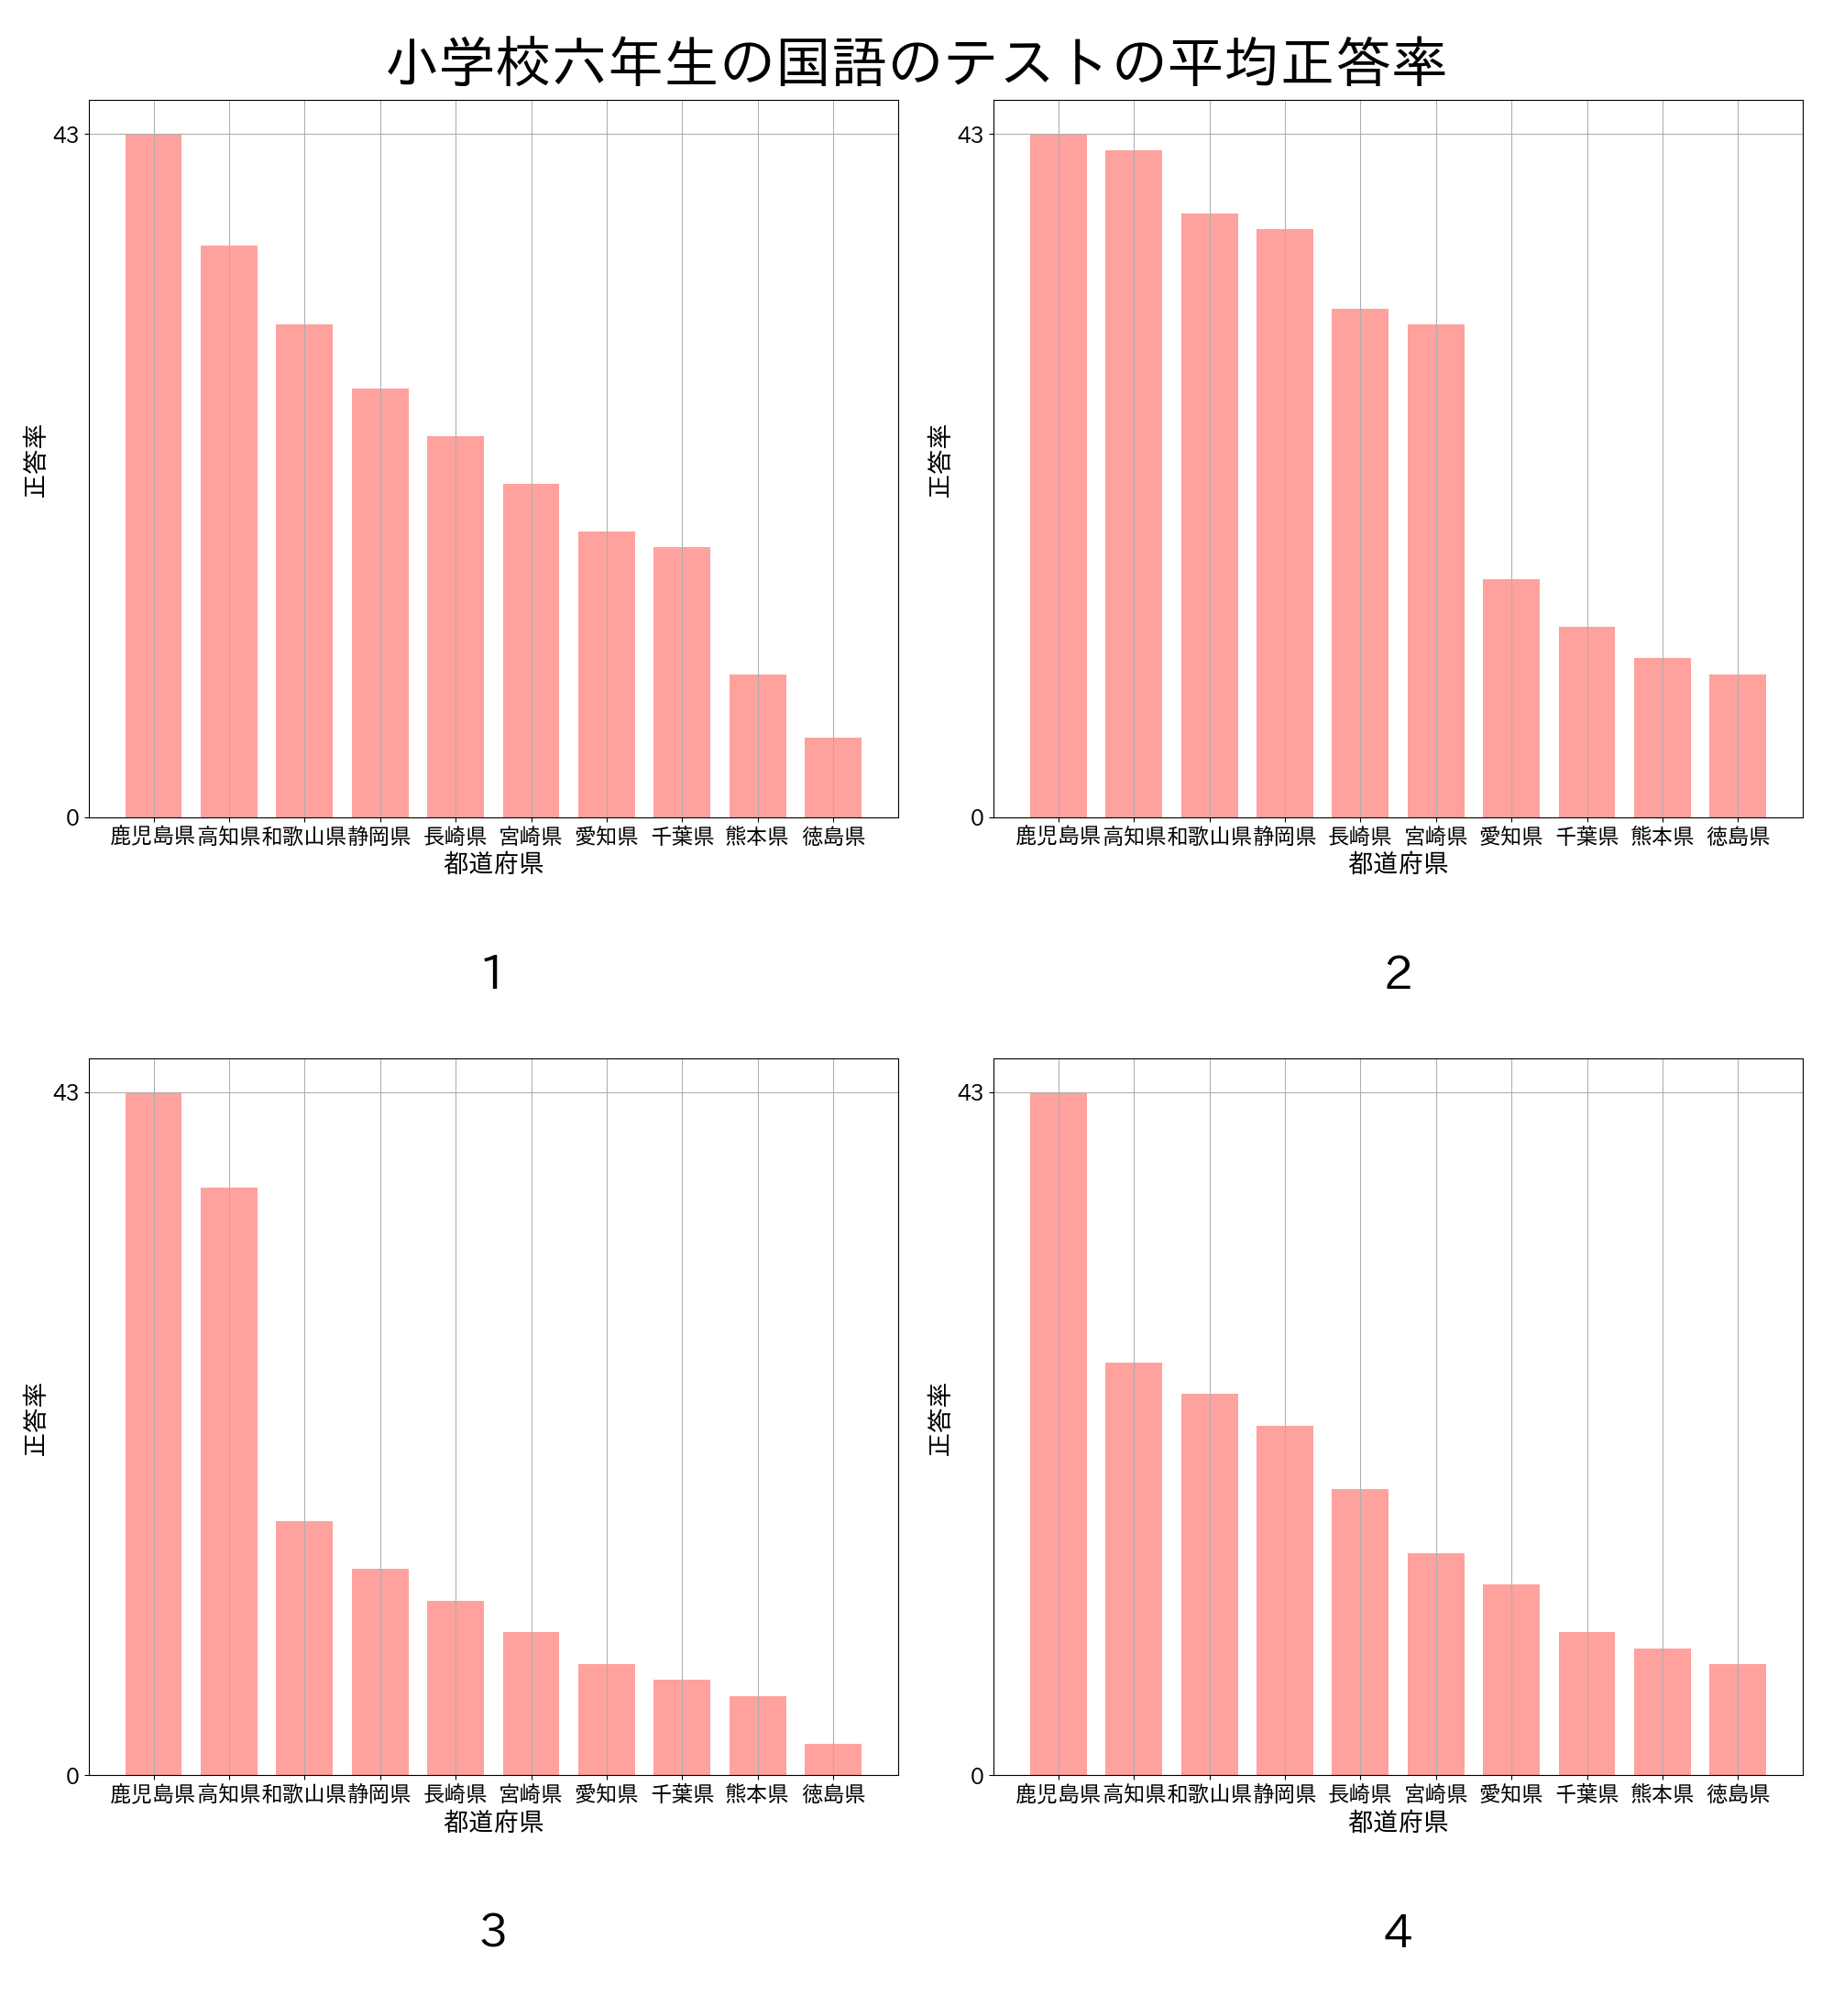 小学校六年生の国語のテストの平均正答率
43
0
正答率
鹿児島県 高知県 和歌山県 静岡県 長崎県 宮崎県 愛知県 千葉県 熊本県 徳島県
都道府県
1
43
0
正答率
鹿児島県 高知県 和歌山県 静岡県 長崎県 宮崎県 愛知県 千葉県 熊本県 徳島県
都道府県
2
43
0
正答率
鹿児島県 高知県 和歌山県 静岡県 長崎県 宮崎県 愛知県 千葉県 熊本県 徳島県
都道府県
3
43
0
正答率
鹿児島県 高知県 和歌山県 静岡県 長崎県 宮崎県 愛知県 千葉県 熊本県 徳島県
都道府県
4